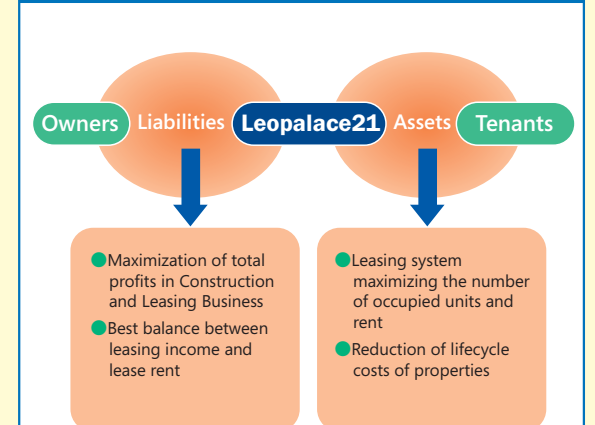 Owners Liabilities Leopalace21 Assets Tenants
●Maximization of total
profits in Construction
and Leasing Business
●Best balance between
leasing income and
lease rent
●Leasing system
maximizing the number
of occupied units and
rent
●Reduction of lifecycle
costs of properties